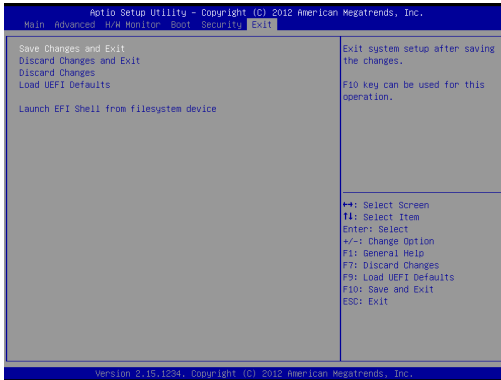 Aptio Setup Utility – Copyright (C) 2012 American Megatrends, Inc.
Main Advanced H/W Monitor Boot Security Exit
Save Changes and Exit
Discard Changes and Exit
Discard Changes
Load UEFI Defaults
Launch EFI Shell from filesystem device
Exit system setup after saving
the changes.
F10 key can be used for this
operation.
↔: Select Screen
↑↓: Select Item
Enter: Select
+/-: Change Option
F1: General Help
F7: Discard Changes
F9: Load UEFI Defaults
F10: Save and Exit
ESC: Exit
Version 2.15.1234. Copyright (C) 2012 American Megatrends, Inc.